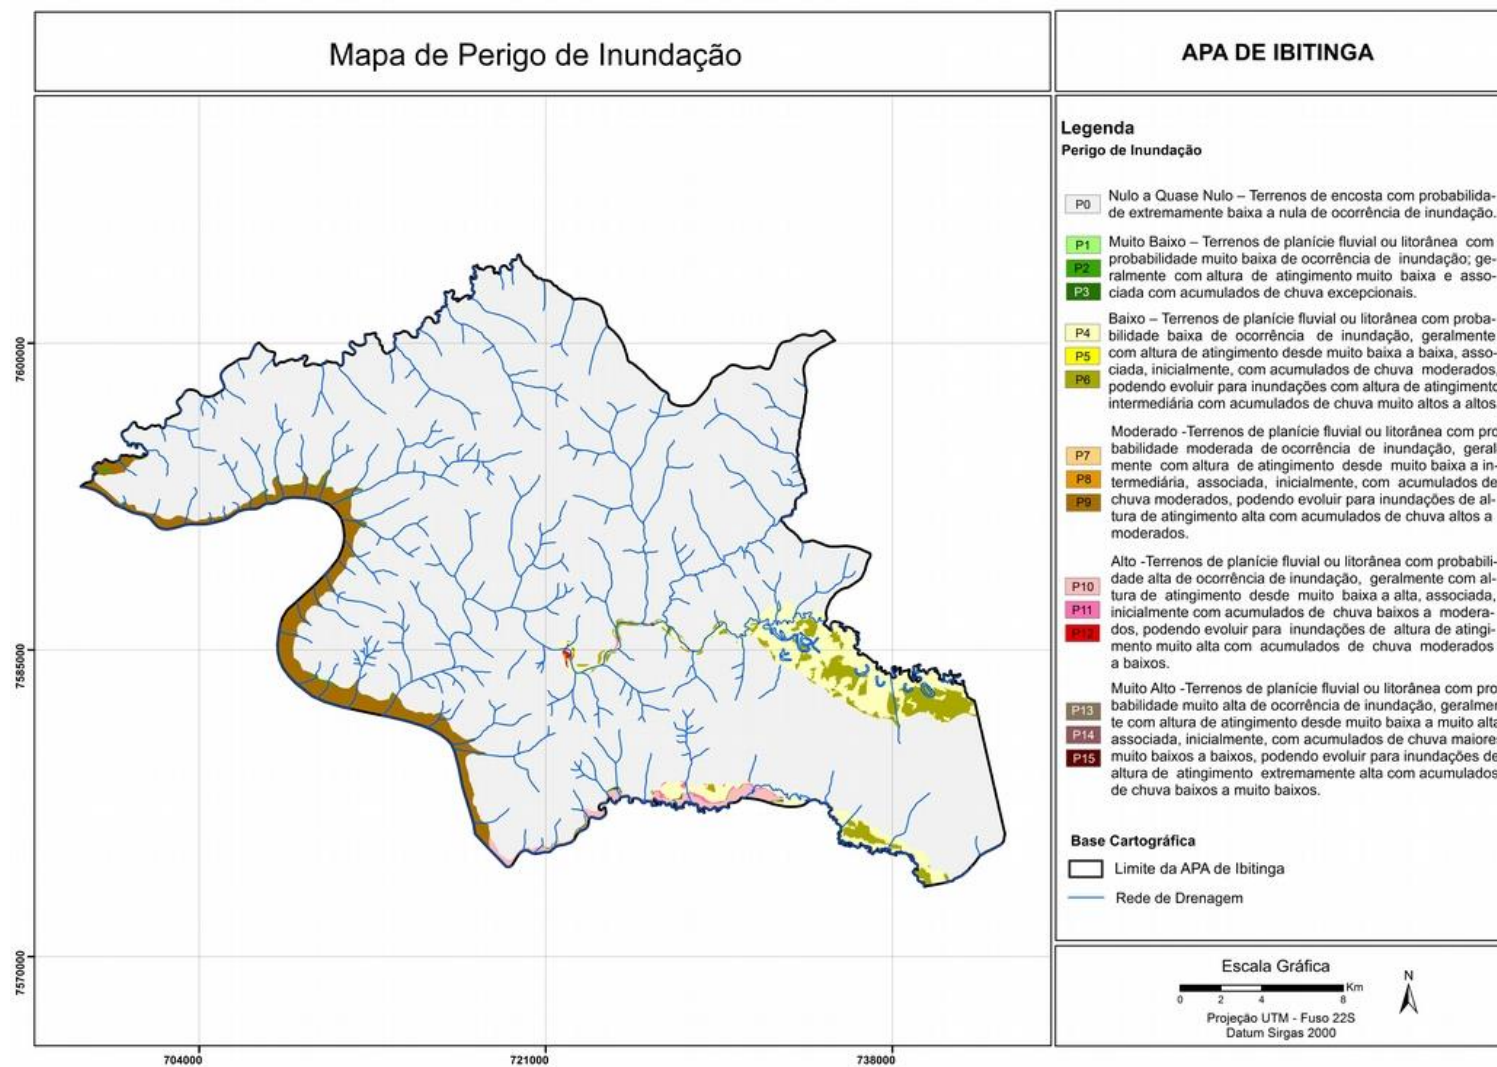 Mapa de Perigo de Inundação
APA DE IBITINGA
Legenda
Perigo de Inundação
P0
Nulo a Quase Nulo – Terrenos de encosta com probabilida-
de extremamente baixa a nula de ocorrência de inundação.
P1
P2
P3
Muito Baixo – Terrenos de planície fluvial ou litorânea com
probabilidade muito baixa de ocorrência de inundação; ge-
ralmente com altura de atingimento muito baixa e asso-
ciada com acumulados de chuva excepcionais.
P4
P5
P6
Baixo – Terrenos de planície fluvial ou litorânea com proba-
bilidade baixa de ocorrência de inundação, geralmente
com altura de atingimento desde muito baixa a baixa, asso-
ciada, inicialmente, com acumulados de chuva moderados,
podendo evoluir para inundações com altura de atingimento
intermediária com acumulados de chuva muito altos a altos
P7
P8
P9
Moderado -Terrenos de planície fluvial ou litorânea com pro
babilidade moderada de ocorrência de inundação, geral
mente com altura de atingimento desde muito baixa a in-
termediária, associada, inicialmente, com acumulados de
chuva moderados, podendo evoluir para inundações de al-
tura de atingimento alta com acumulados de chuva altos a
moderados.
P10
P11
P12
Alto -Terrenos de planície fluvial ou litorânea com probabili-
dade alta de ocorrência de inundação, geralmente com al-
tura de atingimento desde muito baixa a alta, associada,
inicialmente com acumulados de chuva baixos a modera-
dos, podendo evoluir para inundações de altura de atingi-
mento muito alta com acumulados de chuva moderados
a baixos.
P13
P14
P15
Muito Alto -Terrenos de planície fluvial ou litorânea com pro
babilidade muito alta de ocorrência de inundação, geralmen
te com altura de atingimento desde muito baixa a muito alta
associada, inicialmente, com acumulados de chuva maiores
muito baixos a baixos, podendo evoluir para inundações de
altura de atingimento extremamente alta com acumulados
de chuva baixos a muito baixos.
Base Cartográfica
Limite da APA de Ibitinga
Rede de Drenagem
Escala Gráfica
Km
0 2 4 8
N
Projeção UTM - Fuso 22S
Datum Sirgas 2000
7600000
7585000
7570000
704000
721000
738000